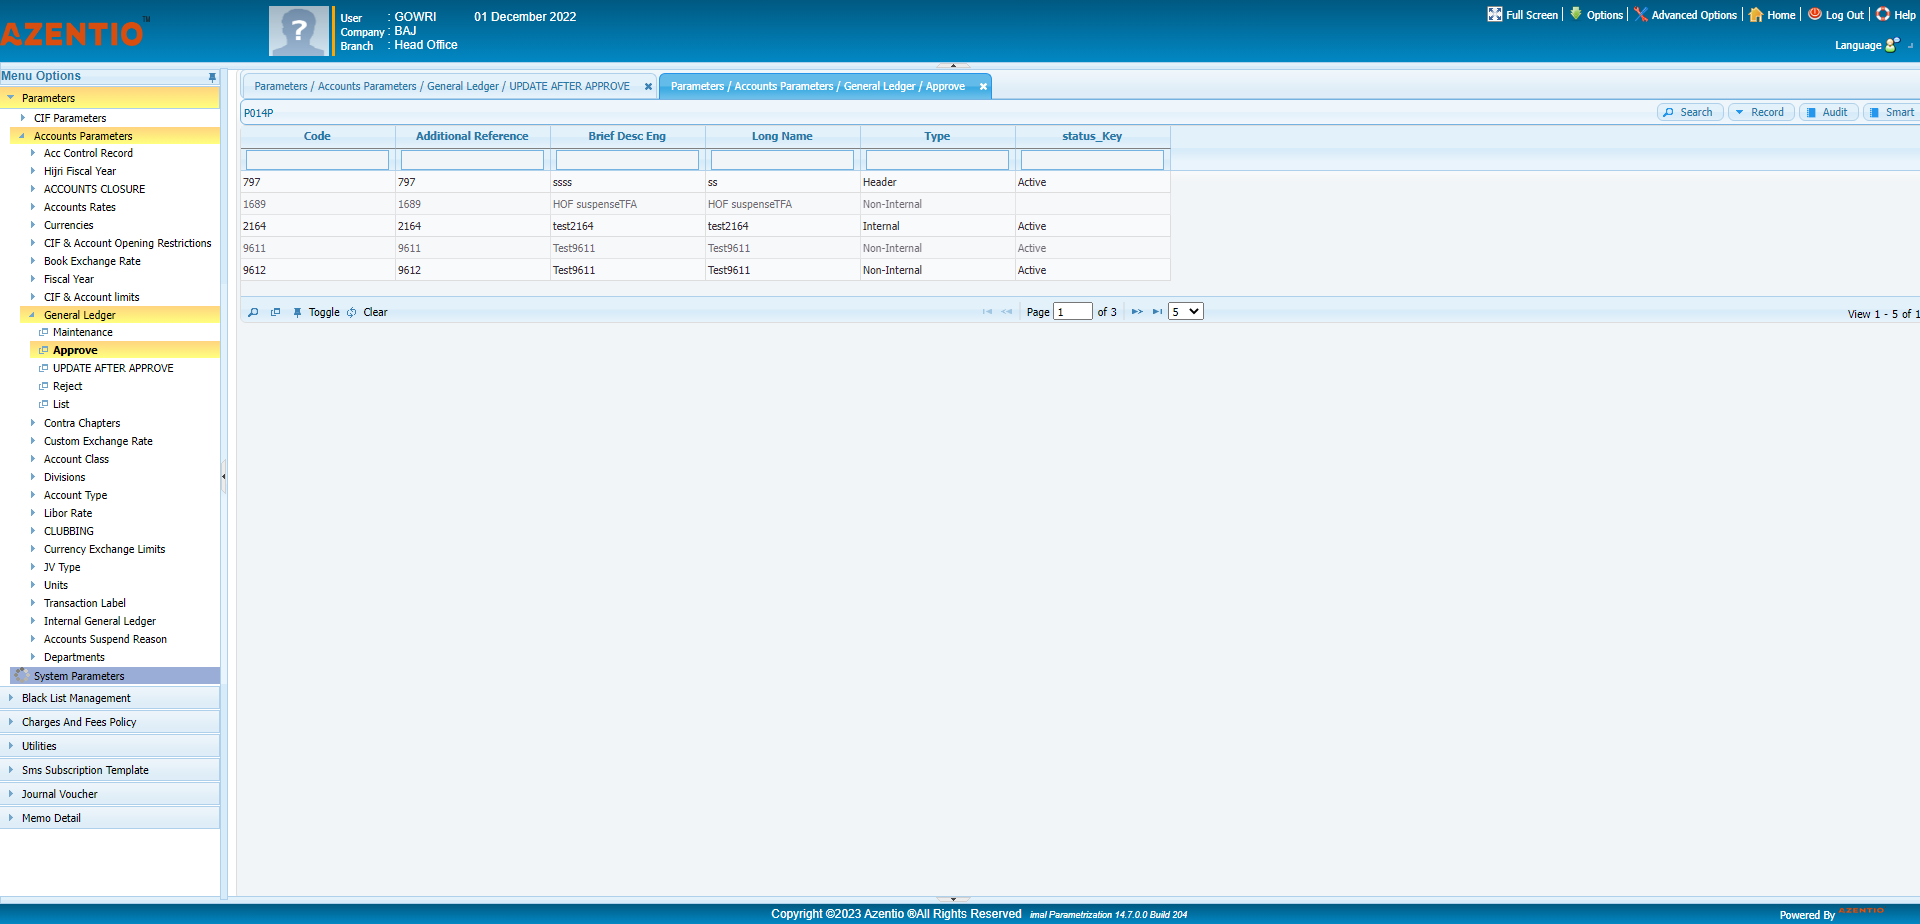 AZENTIO™
User : GOWRI 01 December 2022
Company : BAJ
Branch : Head Office
Full Screen Options Advanced Options Home Log Out Help
Language
Menu Options
Parameters
CIF Parameters
Accounts Parameters
Acc Control Record
Hijri Fiscal Year
ACCOUNTS CLOSURE
Accounts Rates
Currencies
CIF & Account Opening Restrictions
Book Exchange Rate
Fiscal Year
CIF & Account limits
General Ledger
Maintenance
Approve
UPDATE AFTER APPROVE
Reject
List
Contra Chapters
Custom Exchange Rate
Account Class
Divisions
Account Type
Libor Rate
CLUBBING
Currency Exchange Limits
JV Type
Units
Transaction Label
Internal General Ledger
Accounts Suspend Reason
Departments
System Parameters
Black List Management
Charges And Fees Policy
Utilities
Sms Subscription Template
Journal Voucher
Memo Detail
Parameters / Accounts Parameters / General Ledger / UPDATE AFTER APPROVE
Parameters / Accounts Parameters / General Ledger / Approve
P014P
Search Record Audit Smart
Code Additional Reference Brief Desc Eng Long Name Type status_Key
797 797 ssss ss Header Active
1689 1689 HOF suspenseTFA HOF suspenseTFA Non-Internal
2164 2164 test2164 test2164 Internal Active
9611 9611 Test9611 Test9611 Non-Internal Active
9612 9612 Test9611 Test9611 Non-Internal Active
Toggle Clear
Page 1 of 3
5
View 1 - 5 of 1
Copyright ©2023 Azentio ®All Rights Reserved imal Parametrization 14.7.0.0 Build 204
Powered By AZENTIO